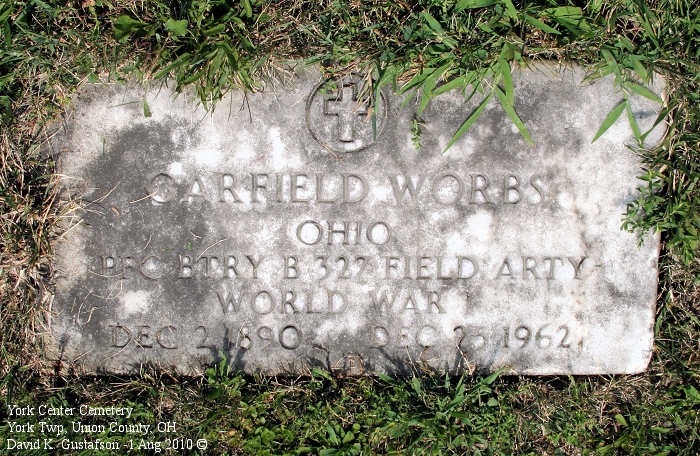 GARFIELD WORBS
OHIO
PFC BTRY B 322 FIELD ARTY
WORLD WAR I
DEC 2 1890 DEC 25 1962
York Center Cemetery
York Twp, Union County, OH
David K. Gustafson - 1 Aug 2010 ©